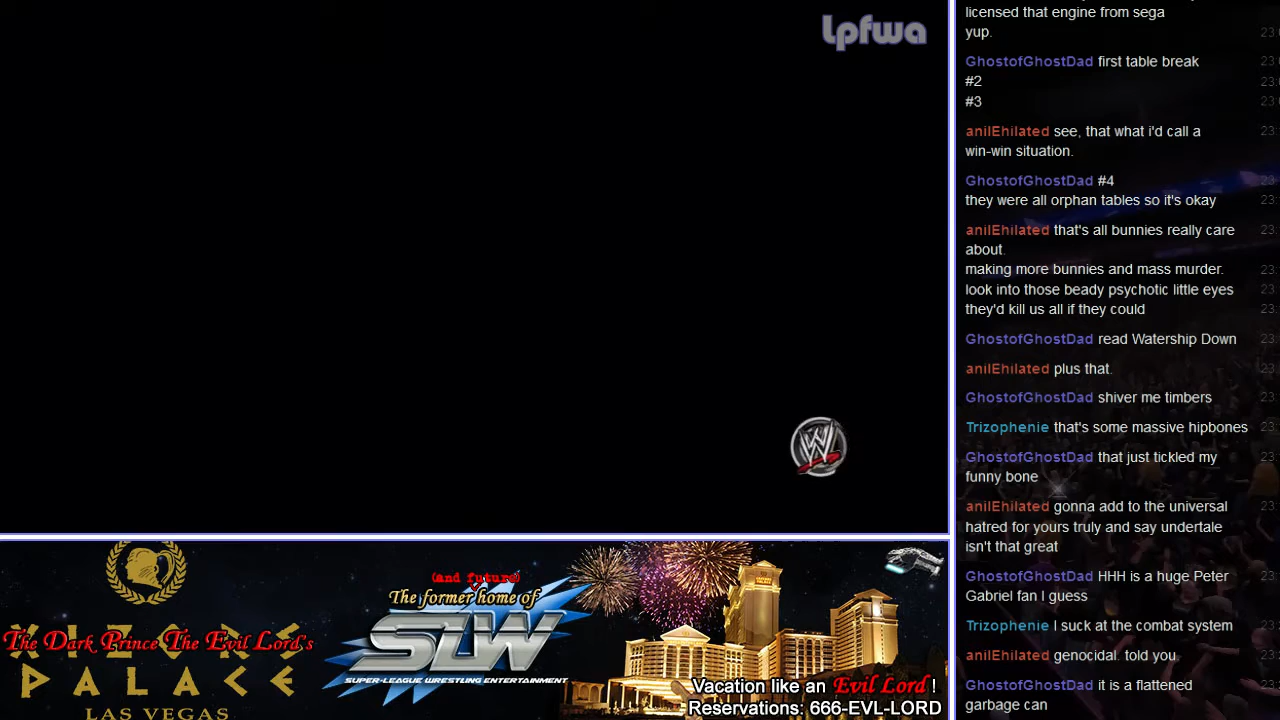 lpfwa
licensed that engine from sega
yup.
GhostofGhostDad first table break
#2
#3
anilEhilated see, that what i'd call a
win-win situation.
GhostofGhostDad #4
they were all orphan tables so it's okay
anilEhilated that's all bunnies really care
about.
making more bunnies and mass murder.
look into those beady psychotic little eyes
they'd kill us all if they could
GhostofGhostDad read Watership Down
anilEhilated plus that.
GhostofGhostDad shiver me timbers
Trizophenie that's some massive hipbones
GhostofGhostDad that just tickled my
funny bone
anilEhilated gonna add to the universal
hatred for yours truly and say undertale
isn't that great
GhostofGhostDad HHH is a huge Peter
Gabriel fan I guess
Trizophenie I suck at the combat system
anilEhilated genocidal. told you.
GhostofGhostDad it is a flattened
garbage can
W
The Dark Prince The Evil Lord's
PALACE
LAS VEGAS
(and future)
The former home of
SLW
SUPER-LEAGUE WRESTLING ENTERTAINMENT
Vacation like an Evil Lord !
Reservations: 666-EVL-LORD